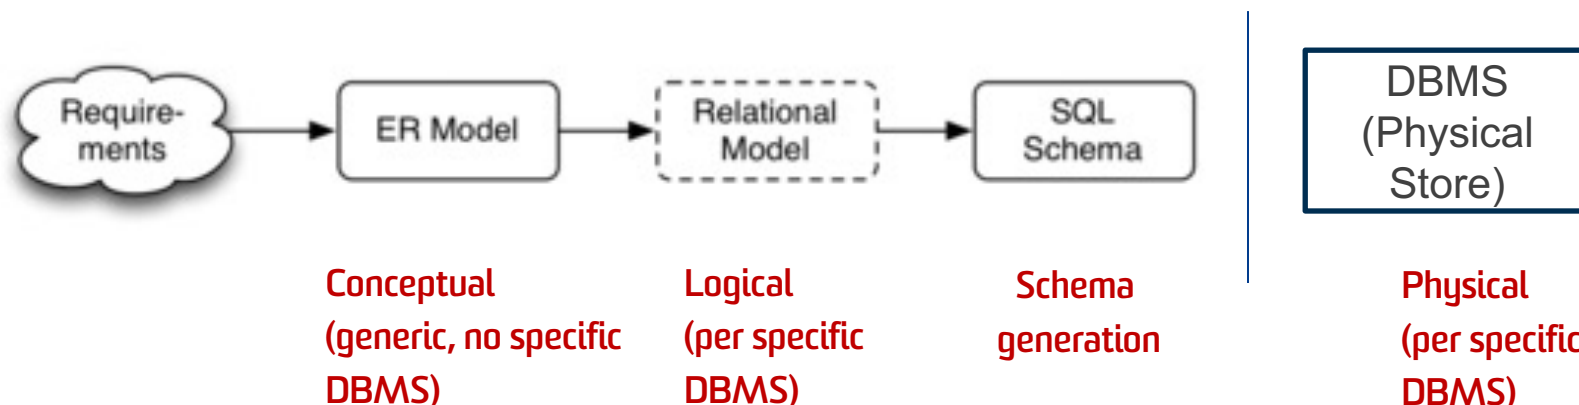 Require-
ments
ER Model
Relational
Model
SQL
Schema
DBMS
(Physical
Store)
Conceptual
(generic, no specific
DBMS)
Logical
(per specific
DBMS)
Schema
generation
Physical
(per specific
DBMS)